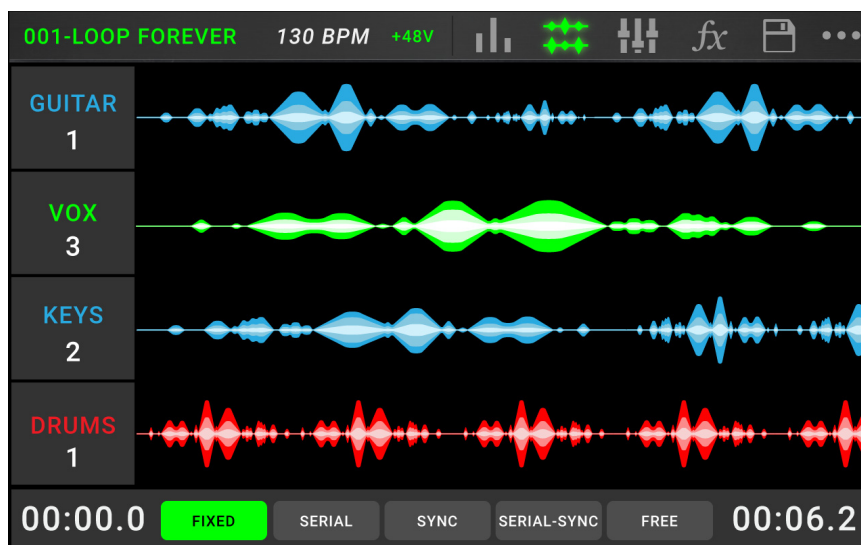 001-LOOP FOREVER 130 BPM +48V fx
GUITAR
1
VOX
3
KEYS
2
DRUMS
1
00:00.0 FIXED SERIAL SYNC SERIAL-SYNC FREE 00:06.2